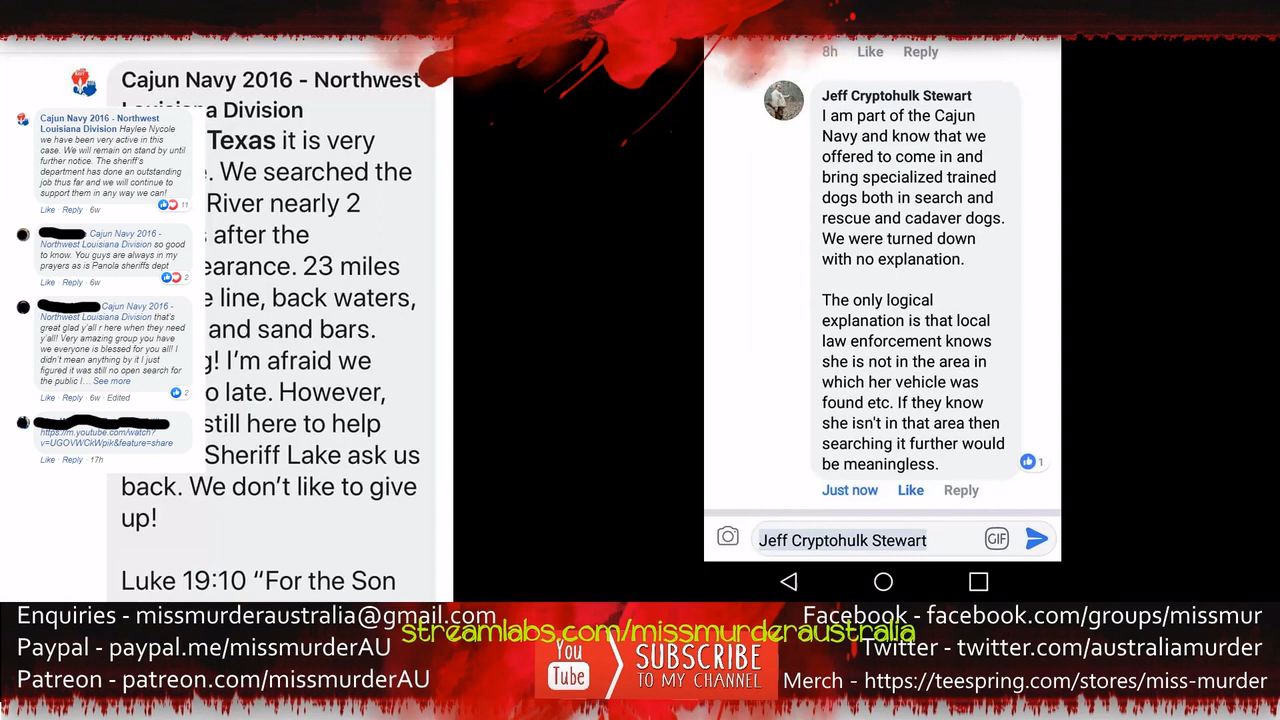 Cajun Navy 2016 - Northwest
Louisiana Division
Texas it is very
. We searched the
River nearly 2
after the
earance. 23 miles
e line, back waters,
and sand bars.
g! I'm afraid we
o late. However,
still here to help
Sheriff Lake ask us
back. We don't like to give
up!
Luke 19:10 “For the Son
Cajun Navy 2016 - Northwest
Louisiana Division Haylee Nycole
we have been very active in this
case. We will remain on stand by until
further notice. The sheriff's
department has done an outstanding
job thus far and we will continue to
support them in any way we can!
11
Like · Reply · 6w
Cajun Navy 2016 -
Northwest Louisiana Division so good
to know. You guys are always in my
prayers as is Panola sheriffs dept
2
Like · Reply · 6w
Cajun Navy 2016 -
Northwest Louisiana Division that's
great glad y'all r here when they need
y'all! Very amazing group you have
we everyone is blessed for you all! I
didn't mean anything by it I just
figured it was still no open search for
the public I... See more
2
Like · Reply · 6w · Edited
https://m.youtube.com/watch?
v=UGOVWCkWpik&feature=share
Like · Reply · 17h
8h Like Reply
Jeff Cryptohulk Stewart
I am part of the Cajun
Navy and know that we
offered to come in and
bring specialized trained
dogs both in search and
rescue and cadaver dogs.
We were turned down
with no explanation.
The only logical
explanation is that local
law enforcement knows
she is not in the area in
which her vehicle was
found etc. If they know
she isn't in that area then
searching it further would
be meaningless.
1
Just now Like Reply
Jeff Cryptohulk Stewart GIF
Enquiries - missmurderaustralia@gmail.com
Paypal - paypal.me/missmurderAU
Patreon - patreon.com/missmurderAU
streamlabs.com/missmurderaustralia
You
Tube
SUBSCRIBE
TO MY CHANNEL
Facebook - facebook.com/groups/missmur
Twitter - twitter.com/australiamurder
Merch - https://teespring.com/stores/miss-murder